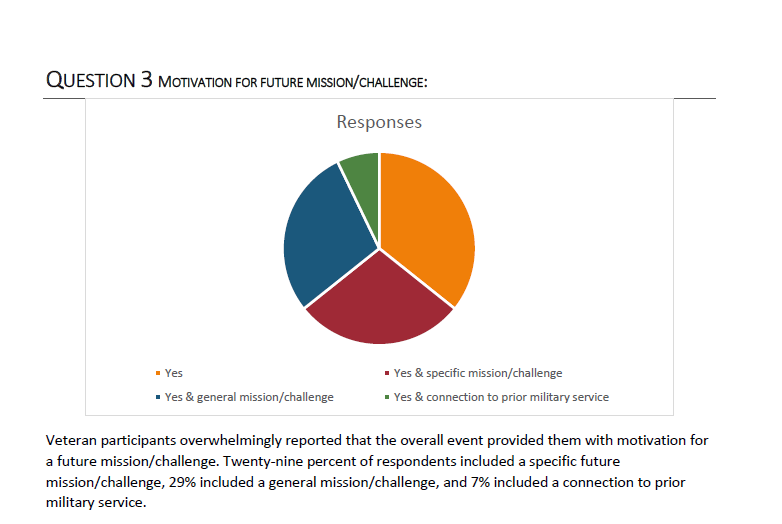 QUESTION 3 MOTIVATION FOR FUTURE MISSION/CHALLENGE:
Responses
Yes
Yes & specific mission/challenge
Yes & general mission/challenge
Yes & connection to prior military service
Veteran participants overwhelmingly reported that the overall event provided them with motivation for
a future mission/challenge. Twenty-nine percent of respondents included a specific future
mission/challenge, 29% included a general mission/challenge, and 7% included a connection to prior
military service.